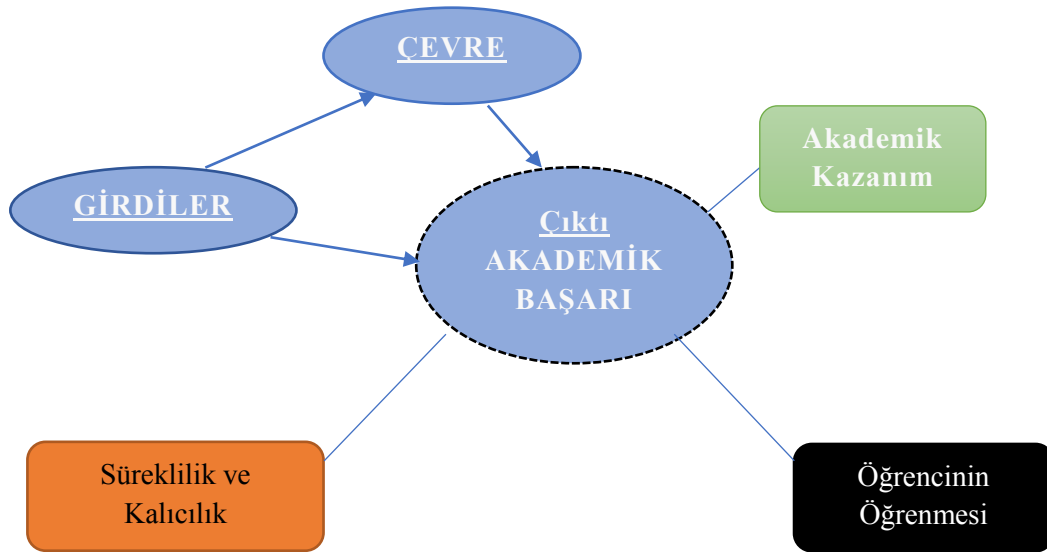 ÇEVRE
GİRDİLER
Akademik
Kazanım
Çıktı
AKADEMİK
BAŞARI
Süreklilik ve
Kalıcılık
Öğrencinin
Öğrenmesi